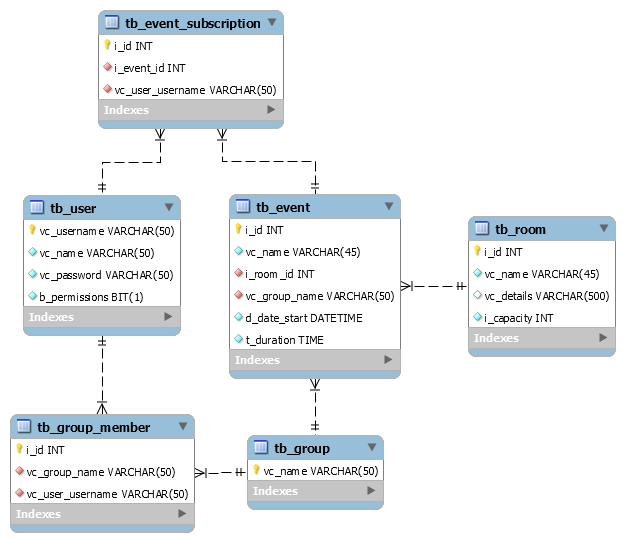 tb_event_subscription
i_id INT
i_event_id INT
vc_user_username VARCHAR(50)
Indexes
tb_user
vc_username VARCHAR(50)
vc_name VARCHAR(50)
vc_password VARCHAR(50)
b_permissions BIT(1)
Indexes
tb_event
i_id INT
vc_name VARCHAR(45)
i_room _id INT
vc_group_name VARCHAR(50)
d_date_start DATETIME
t_duration TIME
Indexes
tb_room
i_id INT
vc_name VARCHAR(45)
vc_details VARCHAR(500)
i_capacity INT
Indexes
tb_group_member
i_id INT
vc_group_name VARCHAR(50)
vc_user_username VARCHAR(50)
Indexes
tb_group
vc_name VARCHAR(50)
Indexes